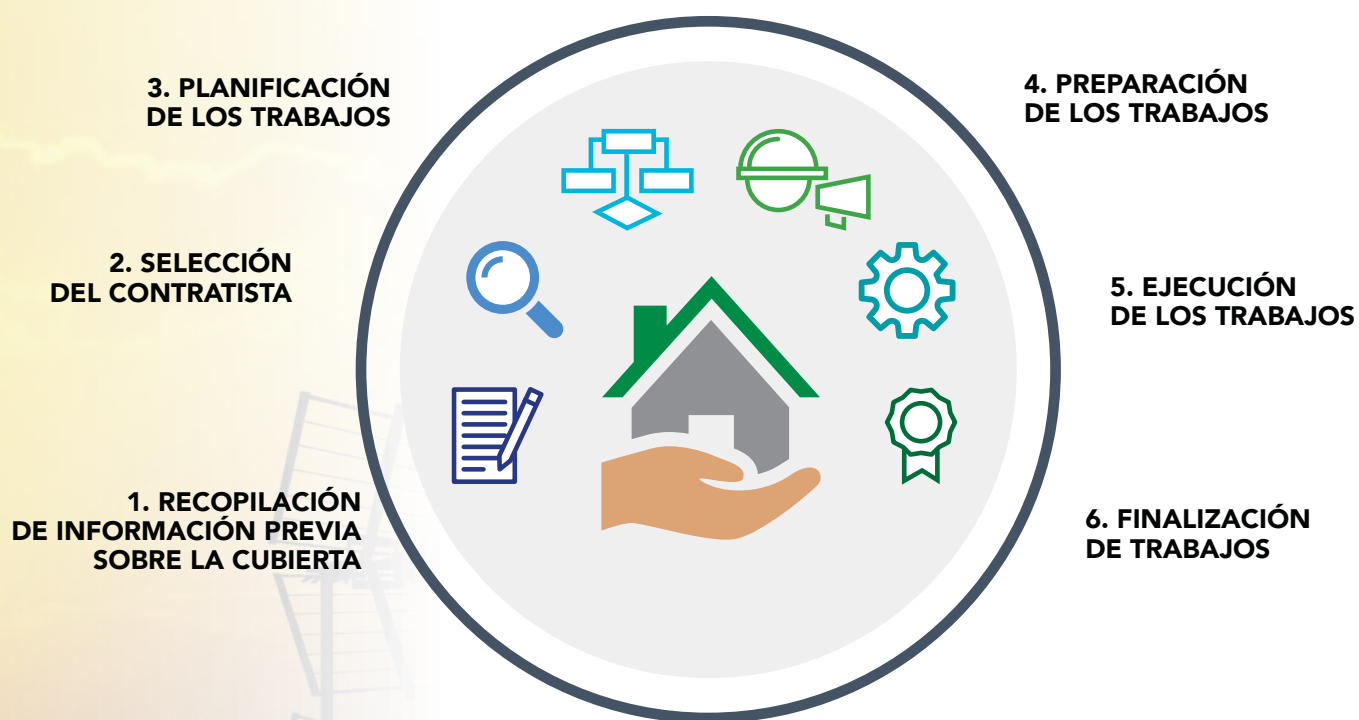 1. RECOPILACIÓN
DE INFORMACIÓN PREVIA
SOBRE LA CUBIERTA
2. SELECCIÓN
DEL CONTRATISTA
3. PLANIFICACIÓN
DE LOS TRABAJOS
4. PREPARACIÓN
DE LOS TRABAJOS
5. EJECUCIÓN
DE LOS TRABAJOS
6. FINALIZACIÓN
DE TRABAJOS